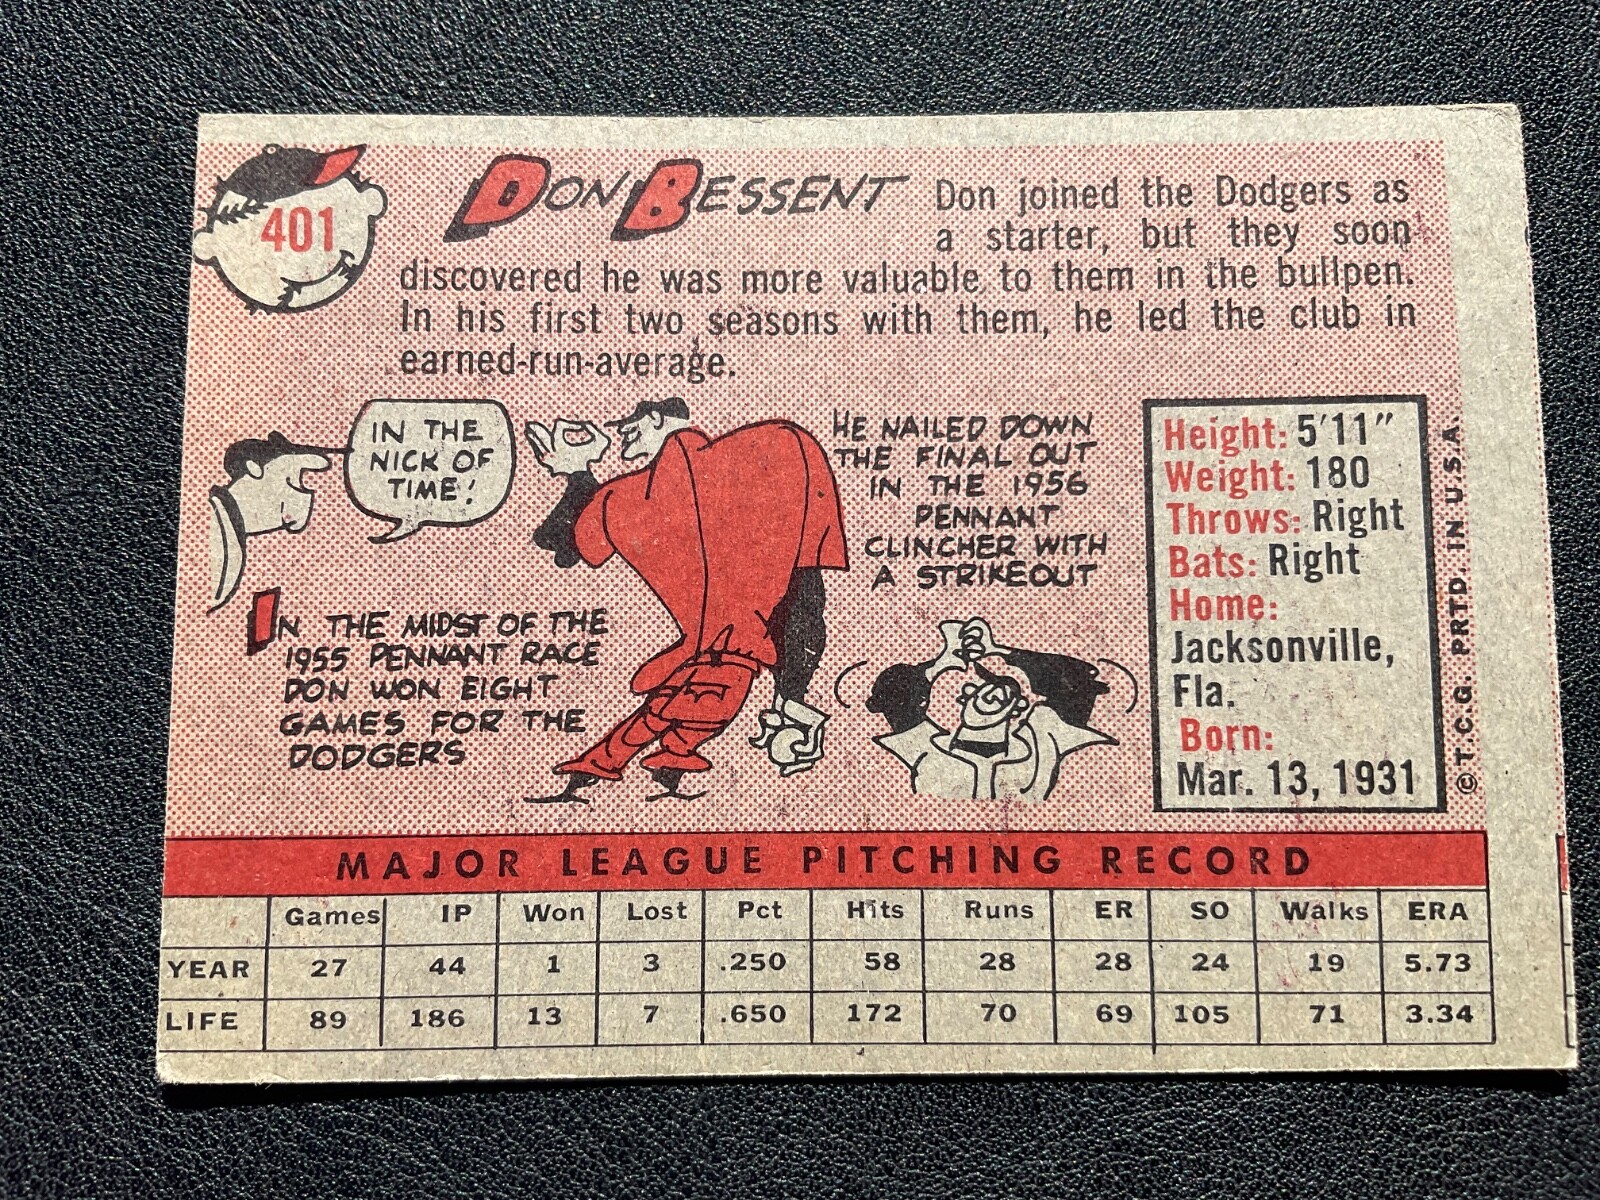 401
DON BESSENT
Don joined the Dodgers as
a starter, but they soon
discovered he was more valuable to them in the bullpen.
In his first two seasons with them, he led the club in
earned-run-average.
IN THE
NICK OF
TIME!
IN THE MIDST OF THE
1955 PENNANT RACE
DON WON EIGHT
GAMES FOR THE
DODGERS
HE NAILED DOWN
THE FINAL OUT
IN THE 1956
PENNANT
CLINCHER WITH
A STRIKEOUT
Height: 5'11"
Weight: 180
Throws: Right
Bats: Right
Home:
Jacksonville,
Fla.
Born:
Mar. 13, 1931
© T.C.G. PRTD. IN U.S.A.
MAJOR LEAGUE PITCHING RECORD
Games IP Won Lost Pct Hits Runs ER SO Walks ERA
YEAR 27 44 1 3 .250 58 28 28 24 19 5.73
LIFE 89 186 13 7 .650 172 70 69 105 71 3.34